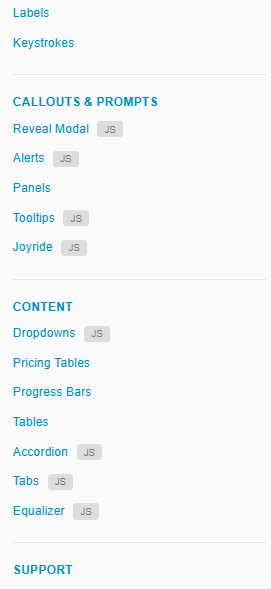 Labels
Keystrokes
CALLOUTS & PROMPTS
Reveal Modal JS
Alerts JS
Panels
Tooltips JS
Joyride JS
CONTENT
Dropdowns JS
Pricing Tables
Progress Bars
Tables
Accordion JS
Tabs JS
Equalizer JS
SUPPORT